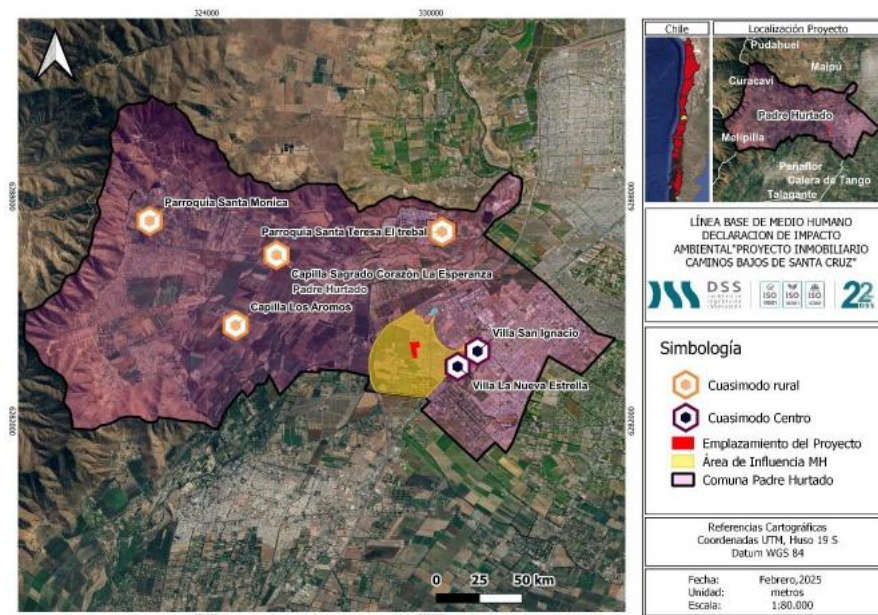 324000
330000
6288000
6288000
6282000
6282000
Parroquia Santa Monica
Parroquia Santa Teresa El trebal
Capilla Sagrado Corazón La Esperanza
Padre Hurtado
Capilla Los Aromos
Villa San Ignacio
Villa La Nueva Estrella
0 25 50 km
Chile
Localización Proyecto
Pudahuel
Maipú
Curacaví
Padre Hurtado
Melipilla
Peñaflor
Calera de Tango
Talagante
LÍNEA BASE DE MEDIO HUMANO
DECLARACION DE IMPACTO
AMBIENTAL"PROYECTO INMOBILIARIO
CAMINOS BAJOS DE SANTA CRUZ"
DSS
ISO
ISO
ISO
22
DSS
Simbología
Cuasimodo rural
Cuasimodo Centro
Emplazamiento del Proyecto
Área de Influencia MH
Comuna Padre Hurtado
Referencias Cartográficas
Coordenadas UTM, Huso 19 S
Datum WGS 84
Fecha: Febrero,2025
Unidad: metros
Escala: 1:80.000